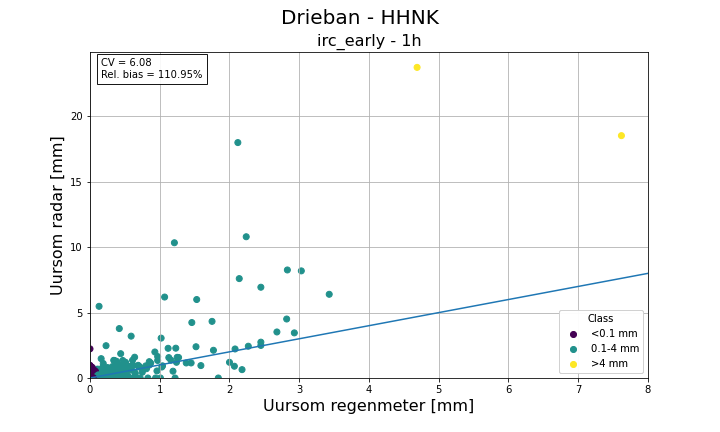 Drieban - HHNK
irc_early - 1h
CV = 6.08
Rel. bias = 110.95%
Uursom radar [mm]
20
15
10
5
0
0 1 2 3 4 5 6 7 8
Uursom regenmeter [mm]
Class
<0.1 mm
0.1-4 mm
>4 mm